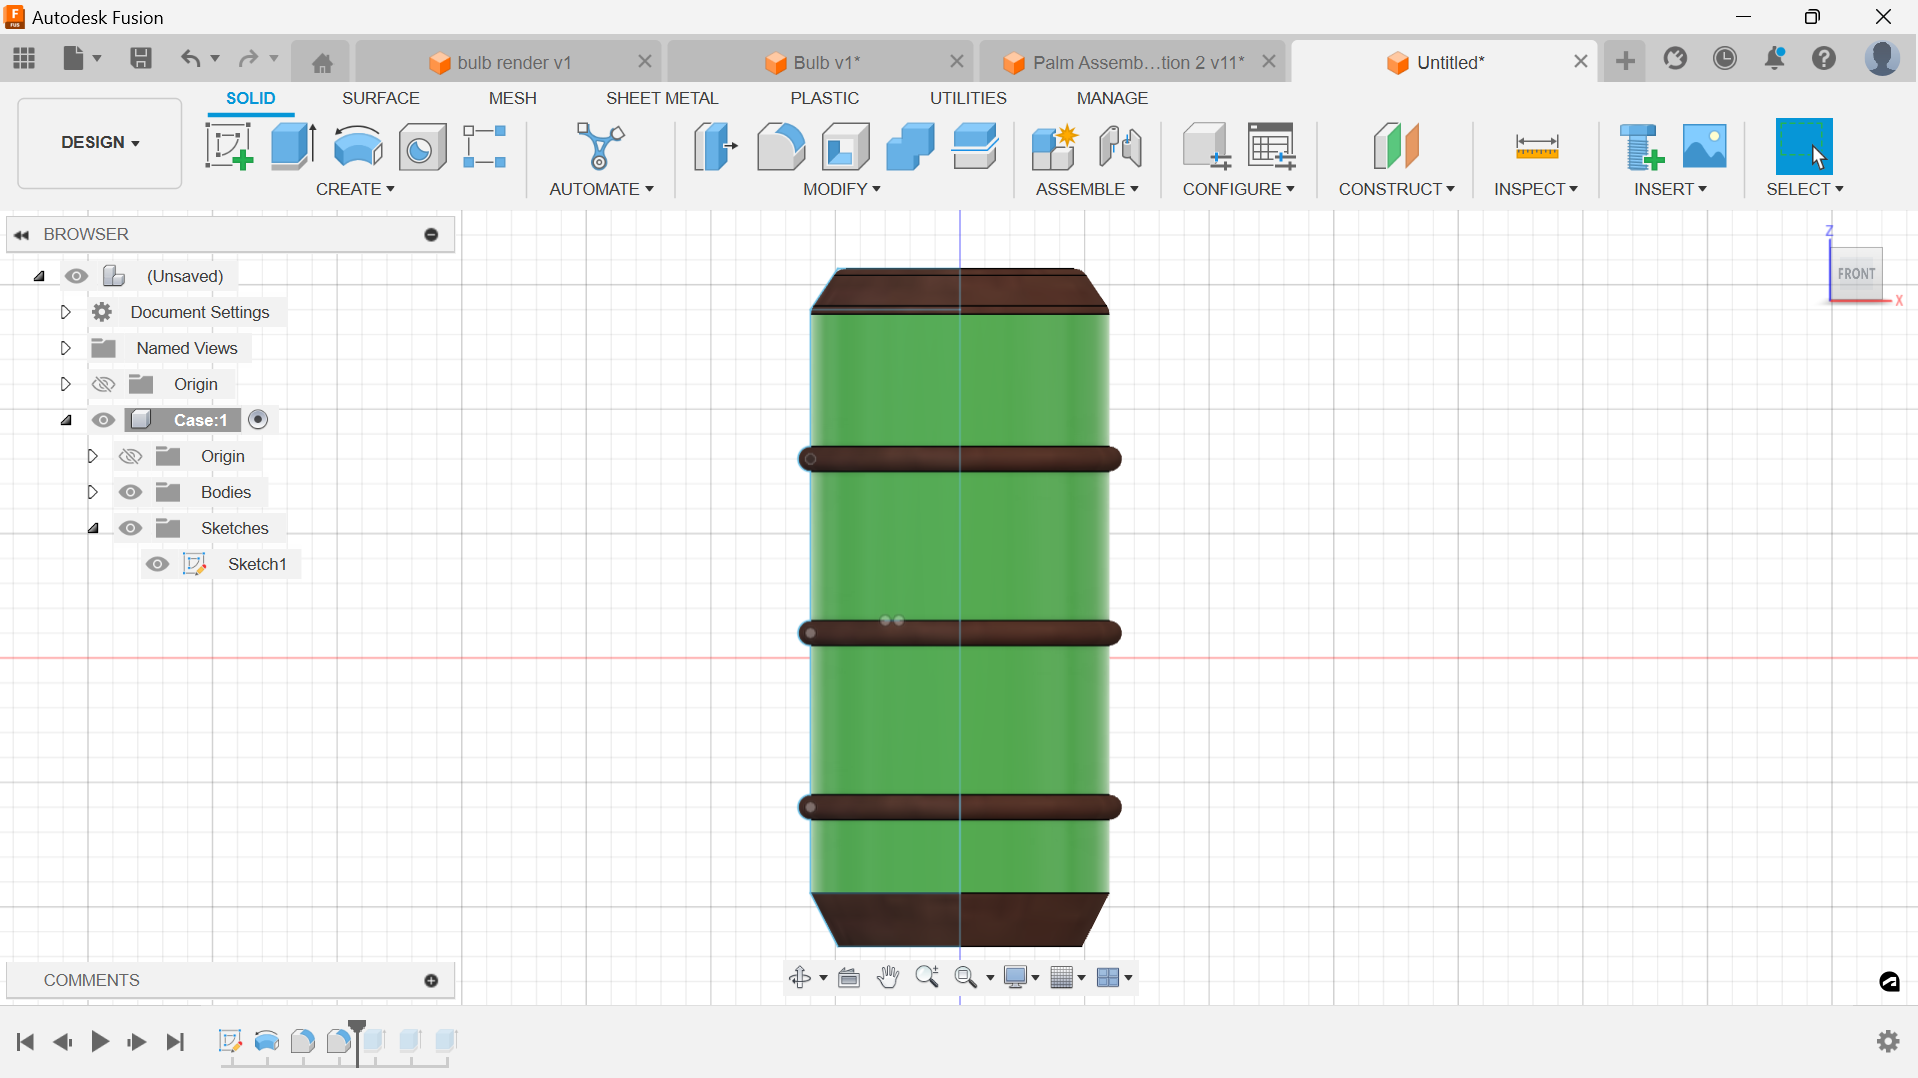 Autodesk Fusion
bulb render v1
Bulb v1*
Palm Assemb...tion 2 v11*
Untitled*
SOLID SURFACE MESH SHEET METAL PLASTIC UTILITIES MANAGE
DESIGN
CREATE AUTOMATE MODIFY ASSEMBLE CONFIGURE CONSTRUCT INSPECT INSERT SELECT
BROWSER
(Unsaved)
Document Settings
Named Views
Origin
Case:1
Origin
Bodies
Sketches
Sketch1
Z
FRONT
X
COMMENTS